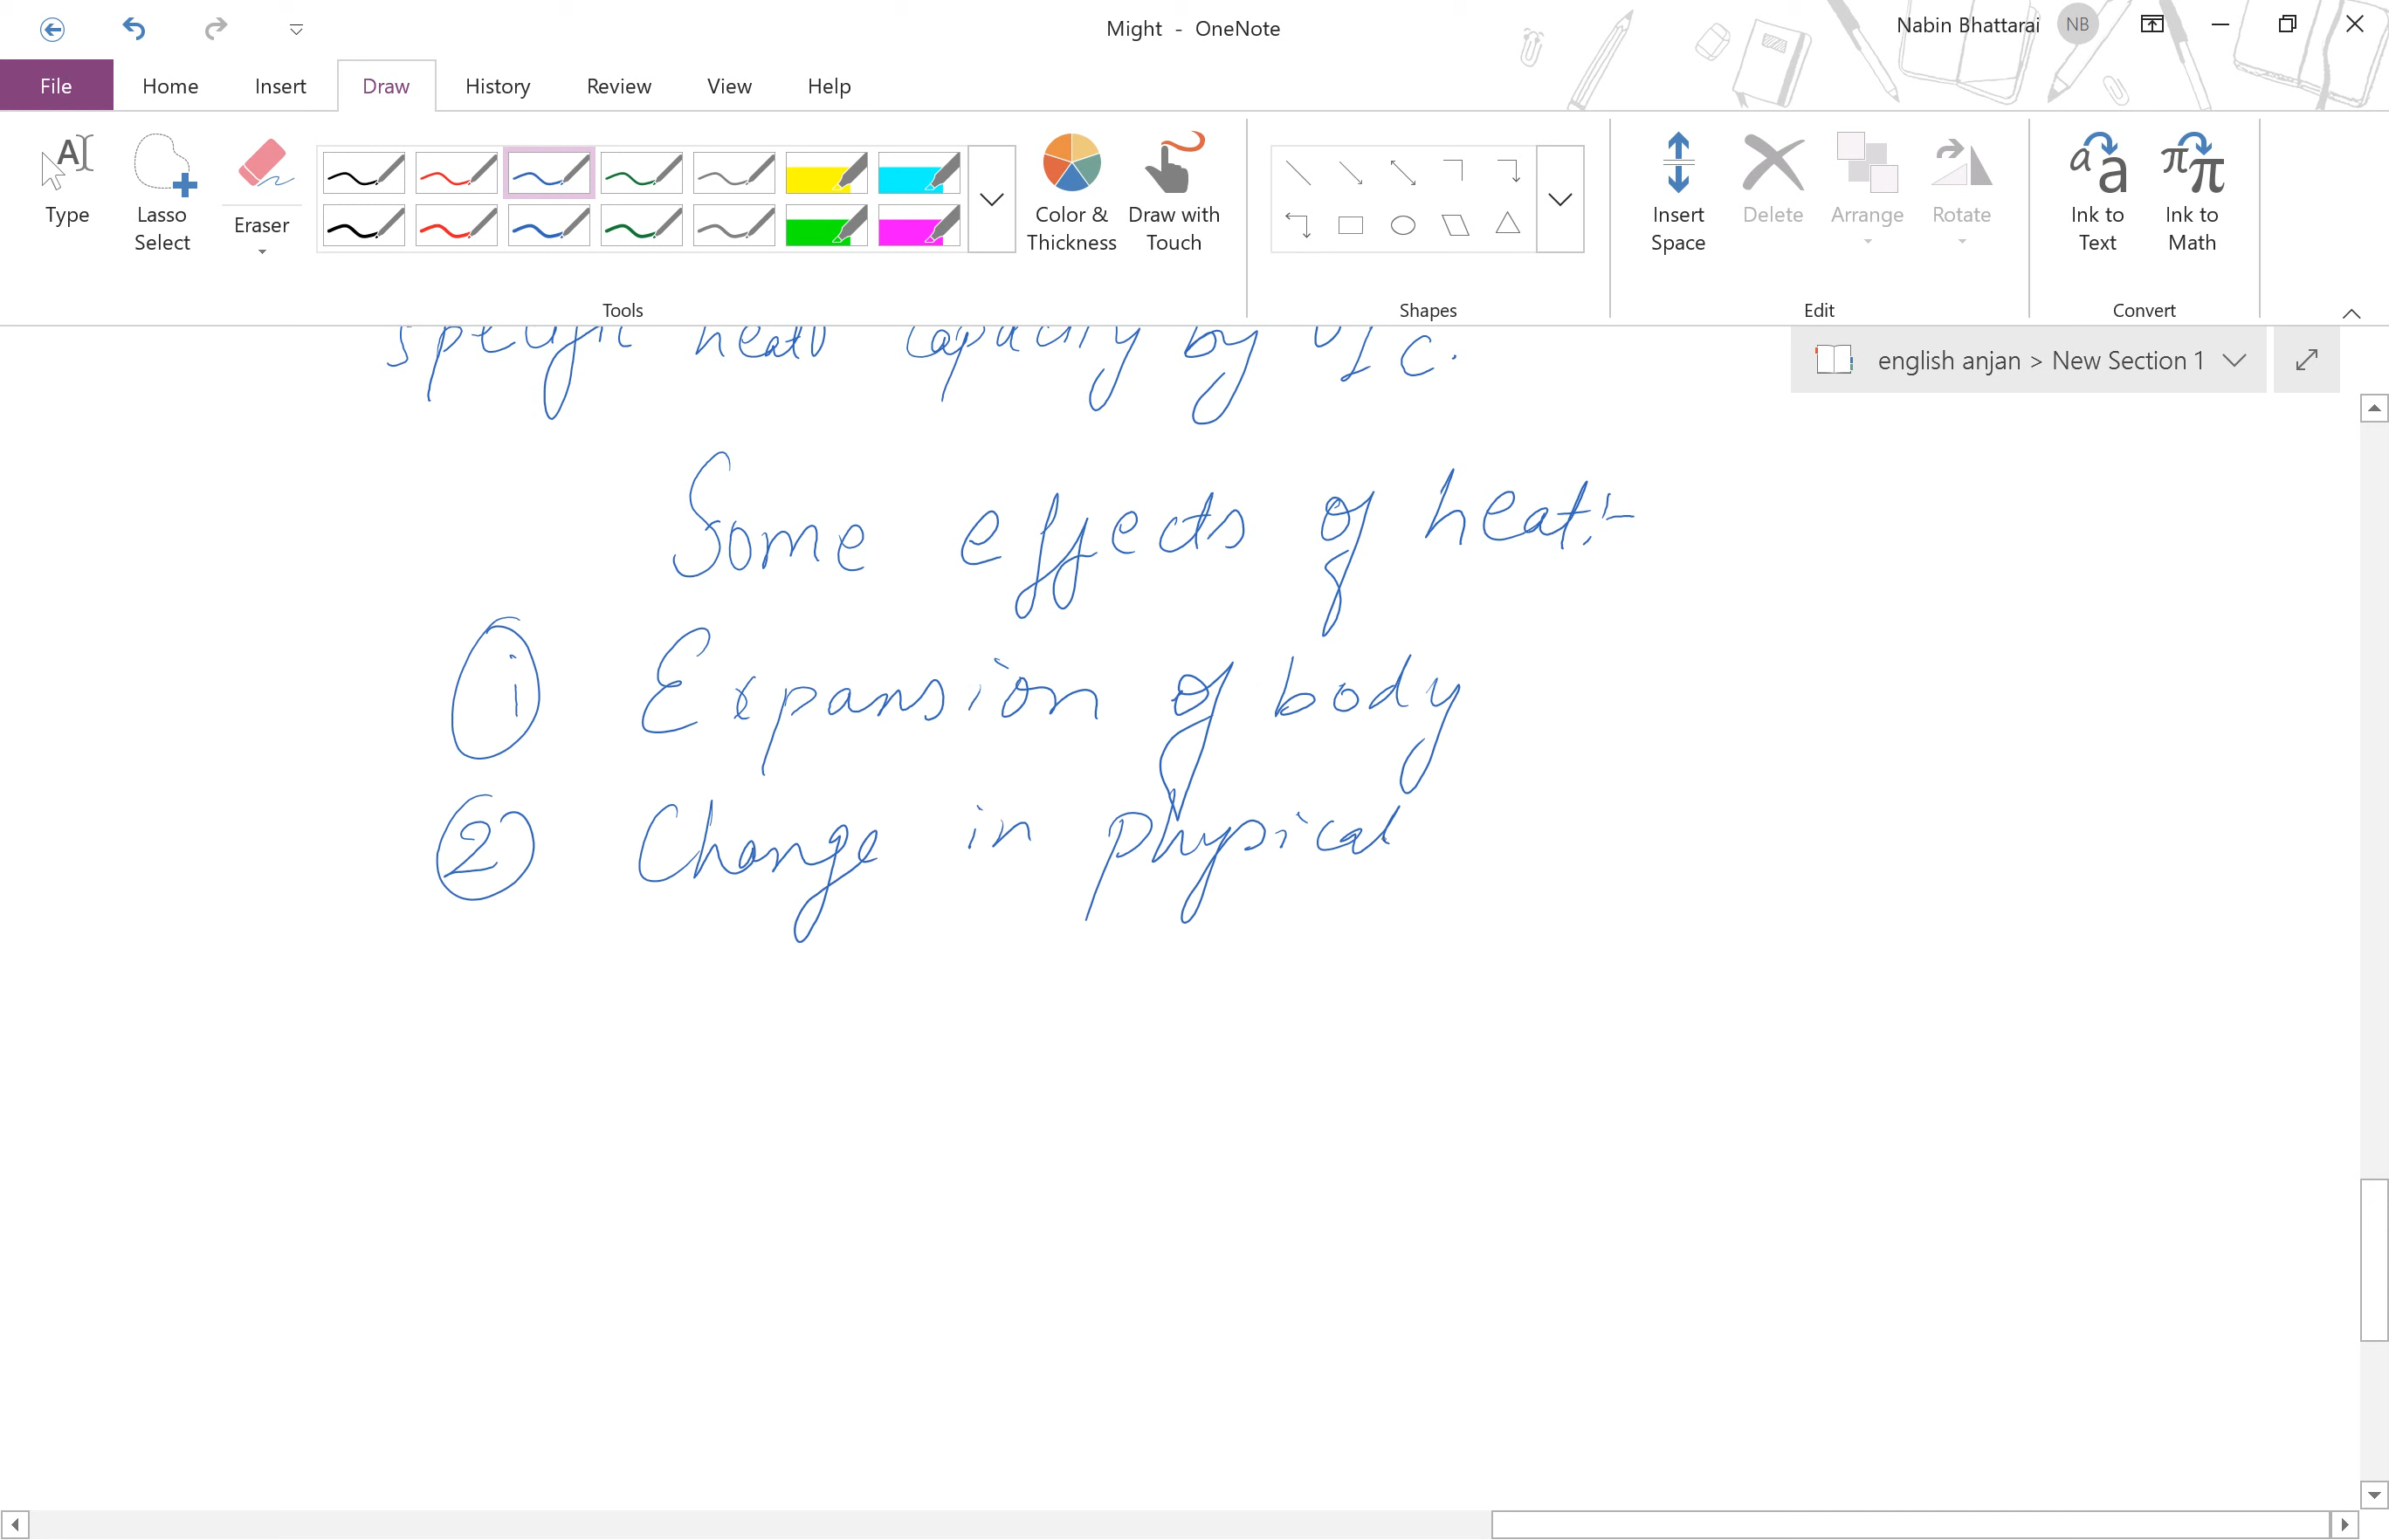 Might - OneNote
Nabin Bhattarai NB
File Home Insert Draw History Review View Help
Type
Lasso Select
Eraser
Color & Thickness
Draw with Touch
Insert Space
Delete
Arrange
Rotate
Ink to Text
Ink to Math
Tools Shapes Edit Convert
english anjan > New Section 1
specific heat capacity by
Some effects of heat:-
① Expansion of body
② Change in physical